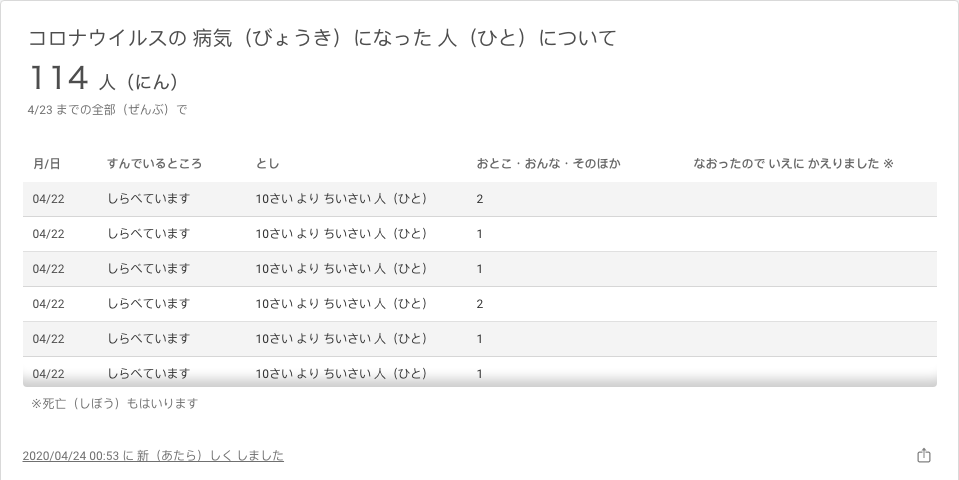 コロナウイルスの 病気（びょうき）になった 人（ひと）について
114 人（にん）
4/23 までの全部（ぜんぶ）で
月/日 すんでいるところ とし おとこ・おんな・そのほか なおったので いえに かえりました ※
04/22 しらべています 10さい より ちいさい 人（ひと） 2
04/22 しらべています 10さい より ちいさい 人（ひと） 1
04/22 しらべています 10さい より ちいさい 人（ひと） 1
04/22 しらべています 10さい より ちいさい 人（ひと） 2
04/22 しらべています 10さい より ちいさい 人（ひと） 1
04/22 しらべています 10さい より ちいさい 人（ひと） 1
※死亡（しぼう）もはいります
2020/04/24 00:53 に 新（あたら）しく しました